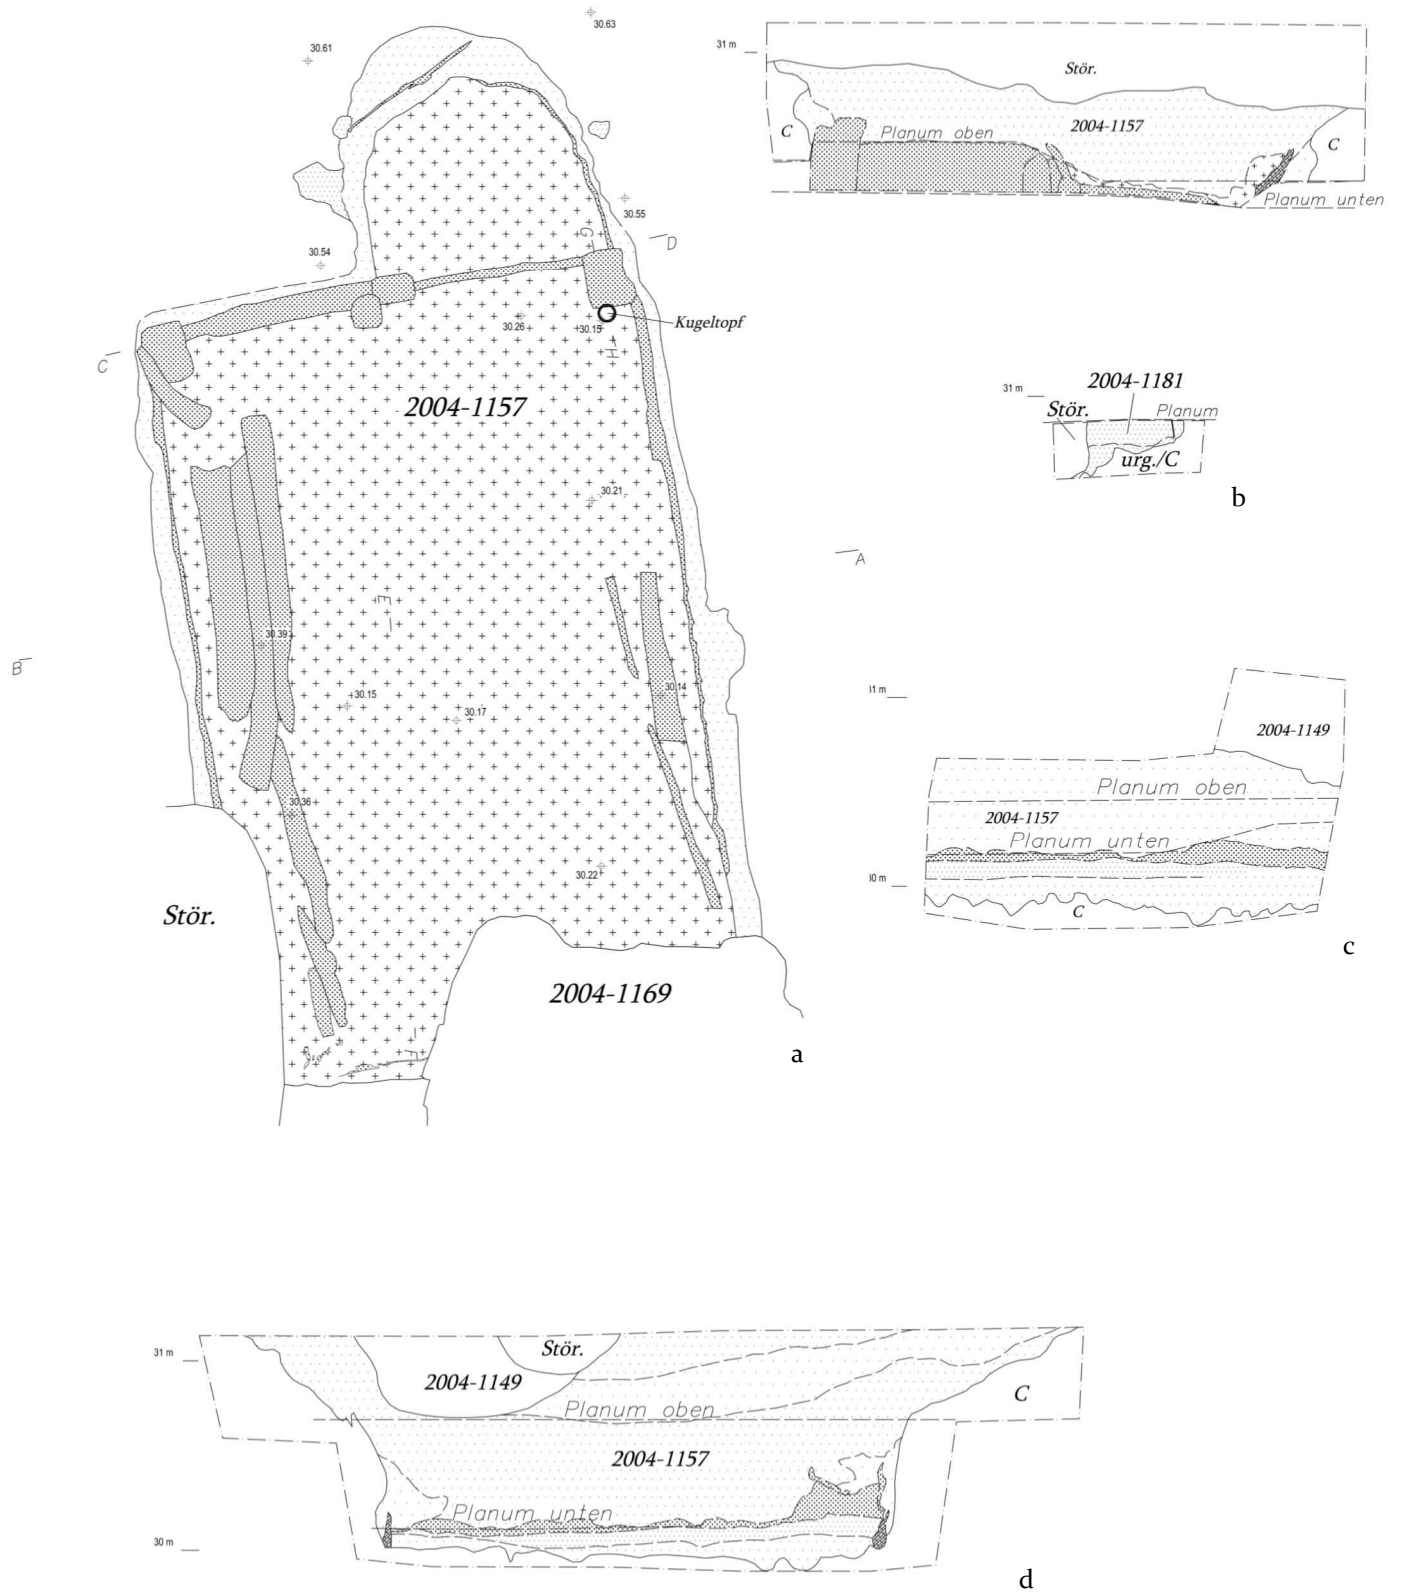 30.63
30.61
30.55
D
G
30.54
30.26
30.15
H
Kugeltopf
C
2004-1157
30.21
E
30.39
B
A
30.15
30.17
30.14
30.36
30.22
Stör.
2004-1169
F
a
31 m
Stör.
C
Planum oben
2004-1157
C
Planum unten
31 m
2004-1181
Stör.
Planum
urg./C
b
31 m
2004-1149
Planum oben
2004-1157
Planum unten
30 m
C
c
31 m
Stör.
2004-1149
C
Planum oben
2004-1157
Planum unten
30 m
d